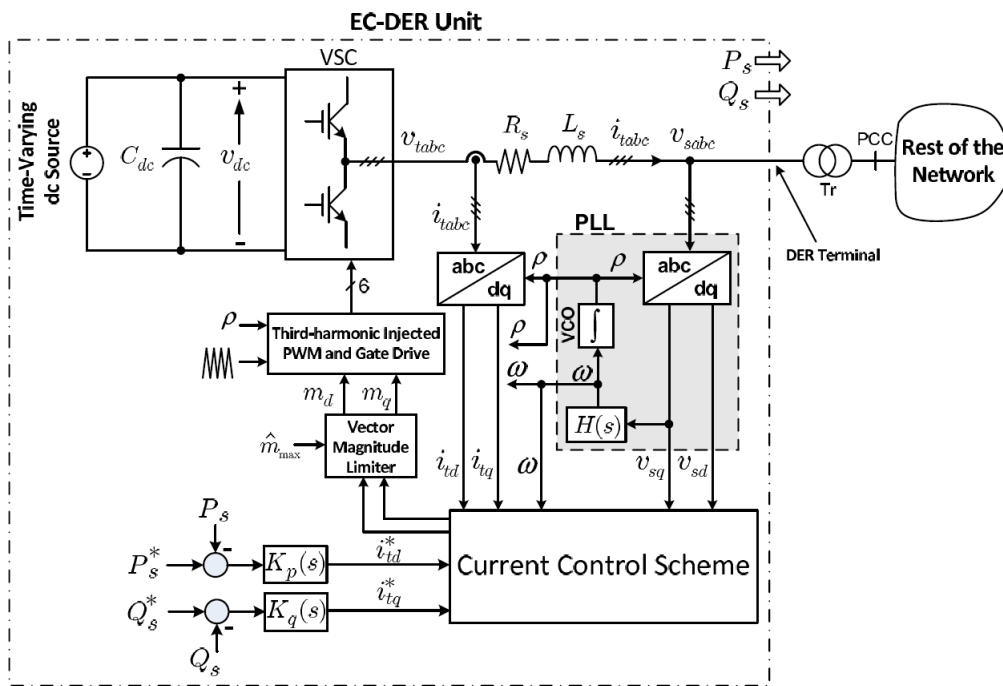 EC-DER Unit
VSC
P_s
Q_s
Time-Varying
dc Source
+
-
C_dc
+
v_dc
-
v_tabc
R_s
L_s
i_tabc
v_sabc
PCC
Tr
Rest of the
Network
DER Terminal
i_tabc
PLL
abc
dq
ρ
ρ
abc
dq
6
ρ
Third-harmonic Injected
PWM and Gate Drive
ρ
VCO
∫
ω
ω
m_d
m_q
H(s)
m̂_max
Vector
Magnitude
Limiter
i_td
i_tq
ω
v_sq
v_sd
P_s
P_s^*
-
K_p(s)
i_td^*
Current Control Scheme
Q_s^*
-
K_q(s)
i_tq^*
Q_s